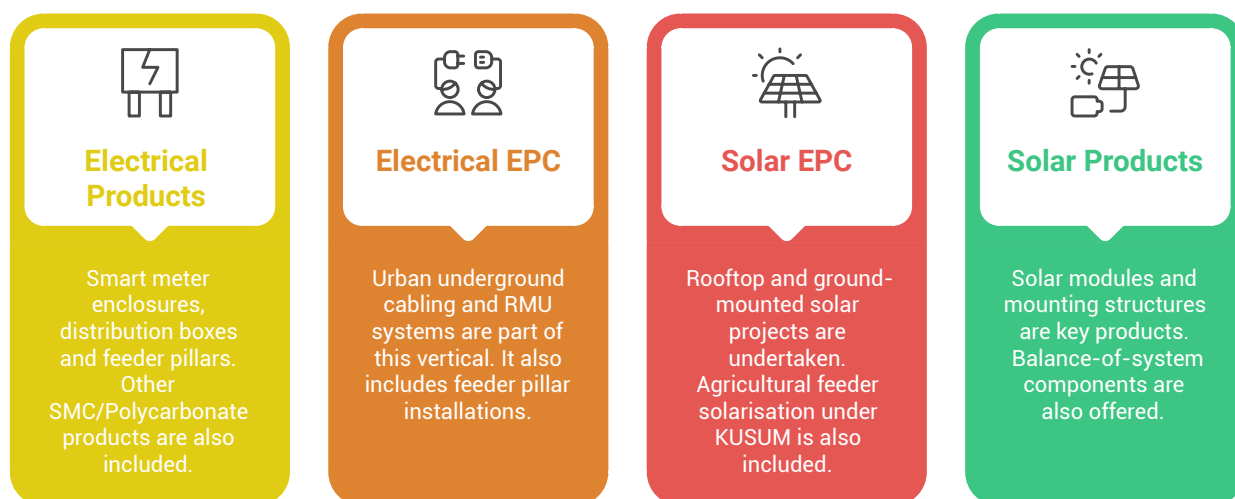 Electrical
Products
Smart meter
enclosures,
distribution boxes
and feeder pillars.
Other
SMC/Polycarbonate
products are also
included.
Electrical EPC
Urban underground
cabling and RMU
systems are part of
this vertical. It also
includes feeder pillar
installations.
Solar EPC
Rooftop and ground-
mounted solar
projects are
undertaken.
Agricultural feeder
solarisation under
KUSUM is also
included.
Solar Products
Solar modules and
mounting structures
are key products.
Balance-of-system
components are
also offered.